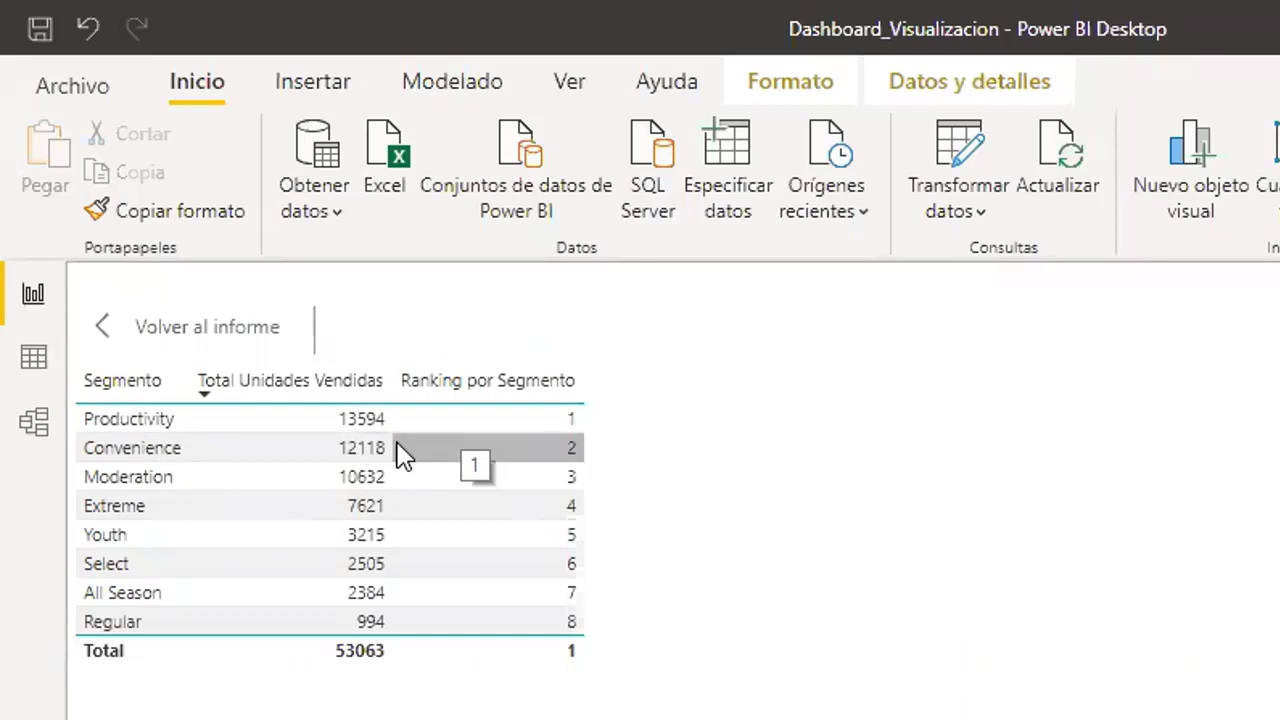 Dashboard_Visualizacion - Power BI Desktop
Archivo Inicio Insertar Modelado Ver Ayuda Formato Datos y detalles
Pegar
Cortar
Copia
Copiar formato
Portapapeles
Obtener datos
Excel
Conjuntos de datos de Power BI
SQL Server
Especificar datos
Orígenes recientes
Datos
Transformar datos
Actualizar
Consultas
Nuevo objeto visual
Volver al informe
Segmento Total Unidades Vendidas Ranking por Segmento
Productivity 13594 1
Convenience 12118 2
1
Moderation 10632 3
Extreme 7621 4
Youth 3215 5
Select 2505 6
All Season 2384 7
Regular 994 8
Total 53063 1